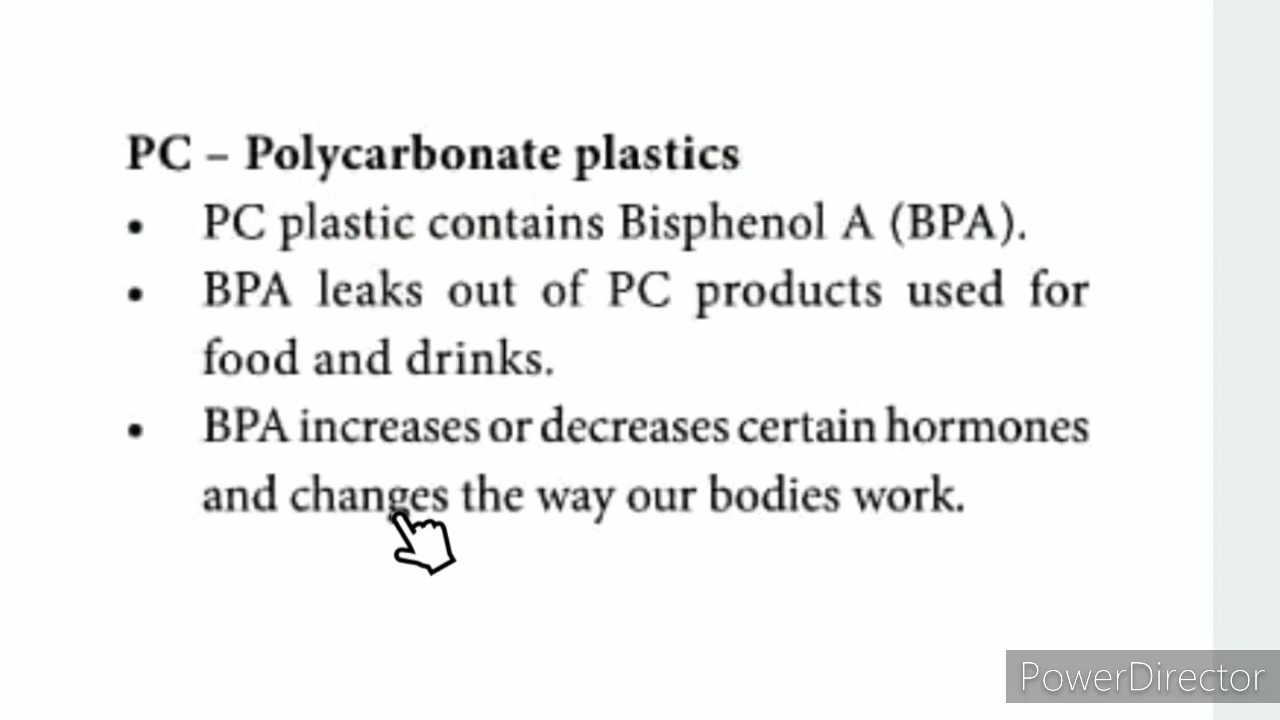 PC – Polycarbonate plastics
• PC plastic contains Bisphenol A (BPA).
• BPA leaks out of PC products used for
food and drinks.
• BPA increases or decreases certain hormones
and changes the way our bodies work.
PowerDirector